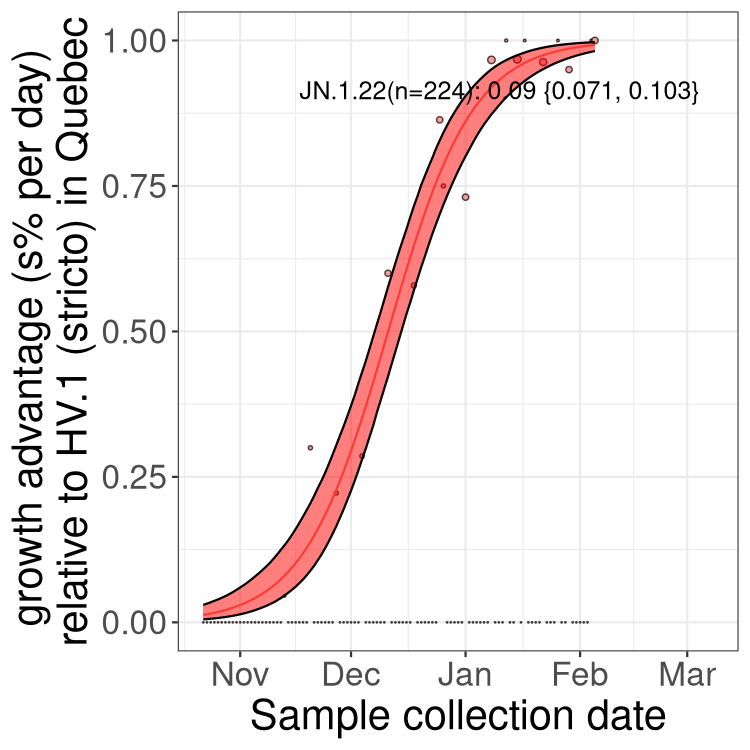 growth advantage (s% per day)
relative to HV.1 (stricto) in Quebec
1.00
0.75
0.50
0.25
0.00
JN.1.22(n=224): 0.09 {0.071, 0.103}
Nov Dec Jan Feb Mar
Sample collection date